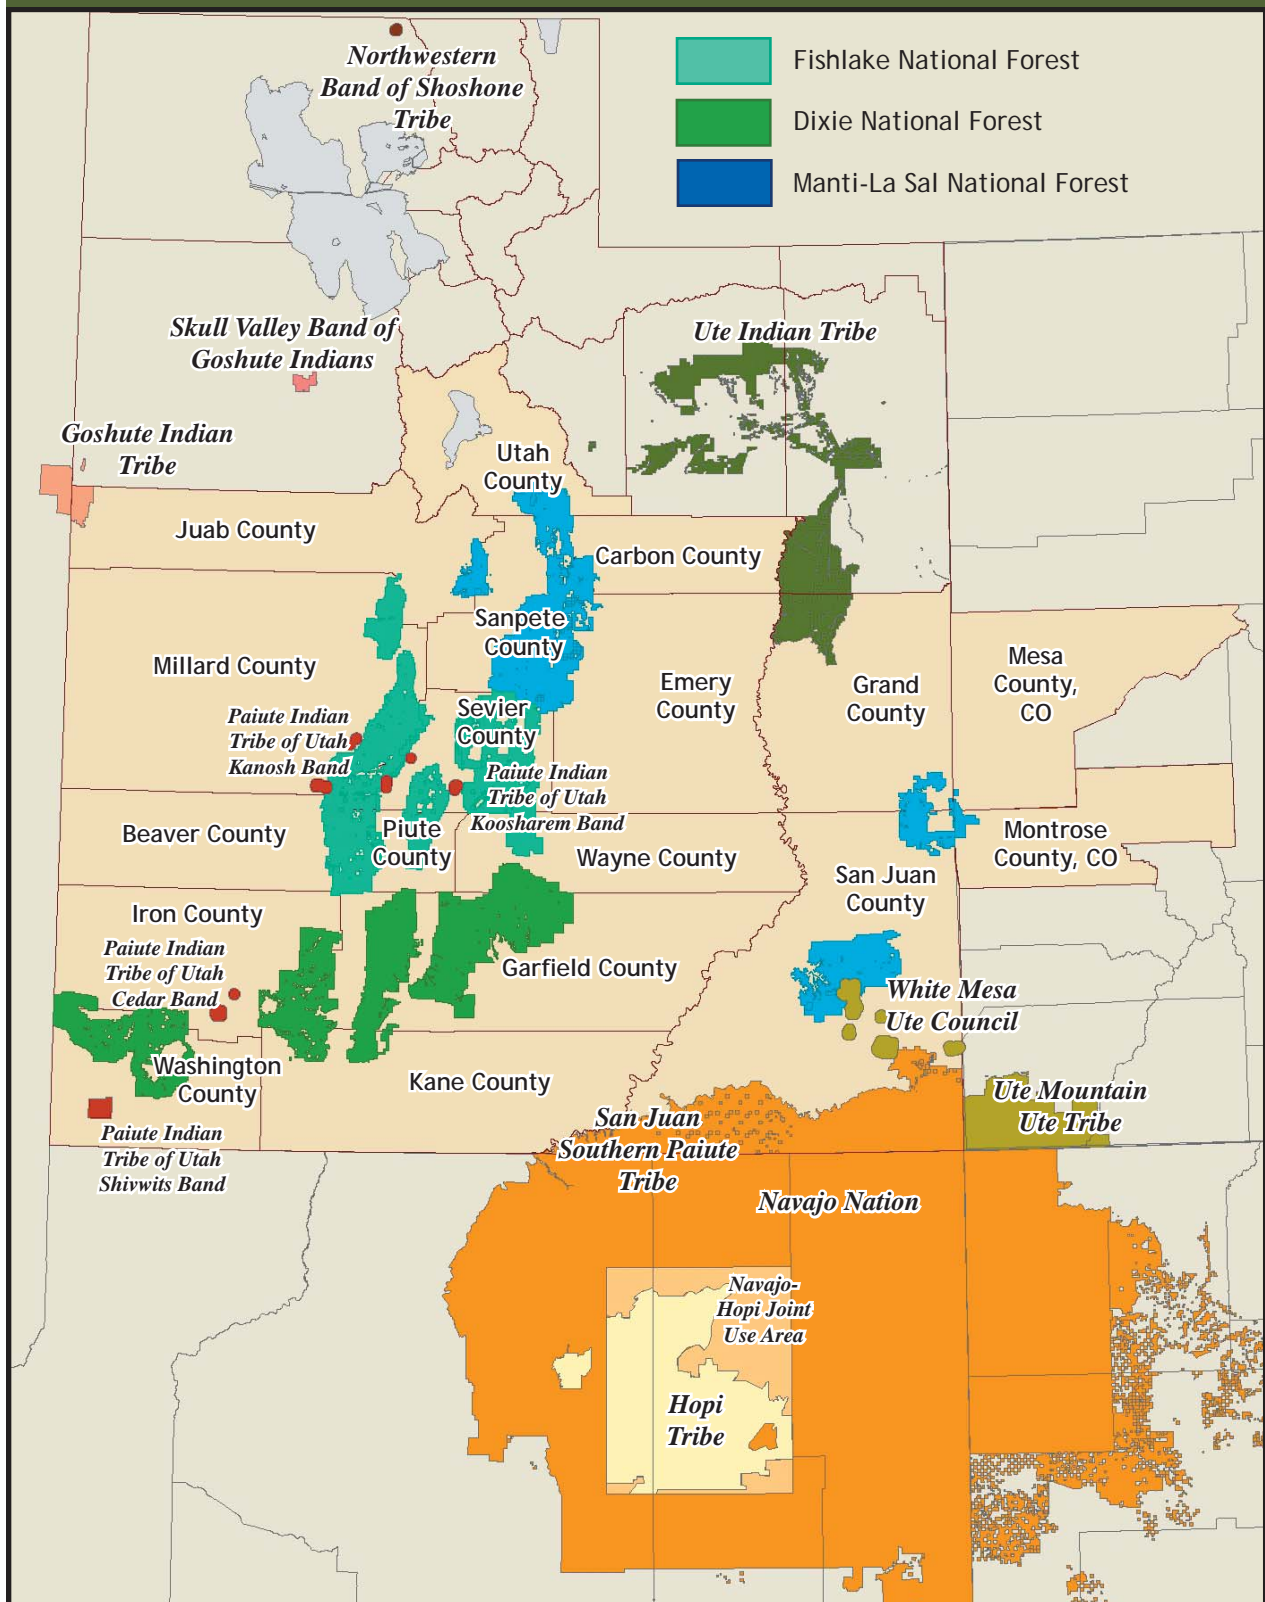 Northwestern
Band of Shoshone
Tribe
Fishlake National Forest
Dixie National Forest
Manti-La Sal National Forest
Skull Valley Band of
Goshute Indians
Ute Indian Tribe
Goshute Indian
Tribe
Utah
County
Juab County
Carbon County
Sanpete
County
Millard County
Emery
County
Grand
County
Mesa
County,
CO
Paiute Indian
Tribe of Utah
Kanosh Band
Sevier
County
Paiute Indian
Tribe of Utah
Koosharem Band
Beaver County
Piute
County
Wayne County
Montrose
County, CO
San Juan
County
Iron County
Paiute Indian
Tribe of Utah
Cedar Band
Garfield County
White Mesa
Ute Council
Washington
County
Kane County
Ute Mountain
Ute Tribe
Paiute Indian
Tribe of Utah
Shivwits Band
San Juan
Southern Paiute
Tribe
Navajo Nation
Navajo-
Hopi Joint
Use Area
Hopi
Tribe